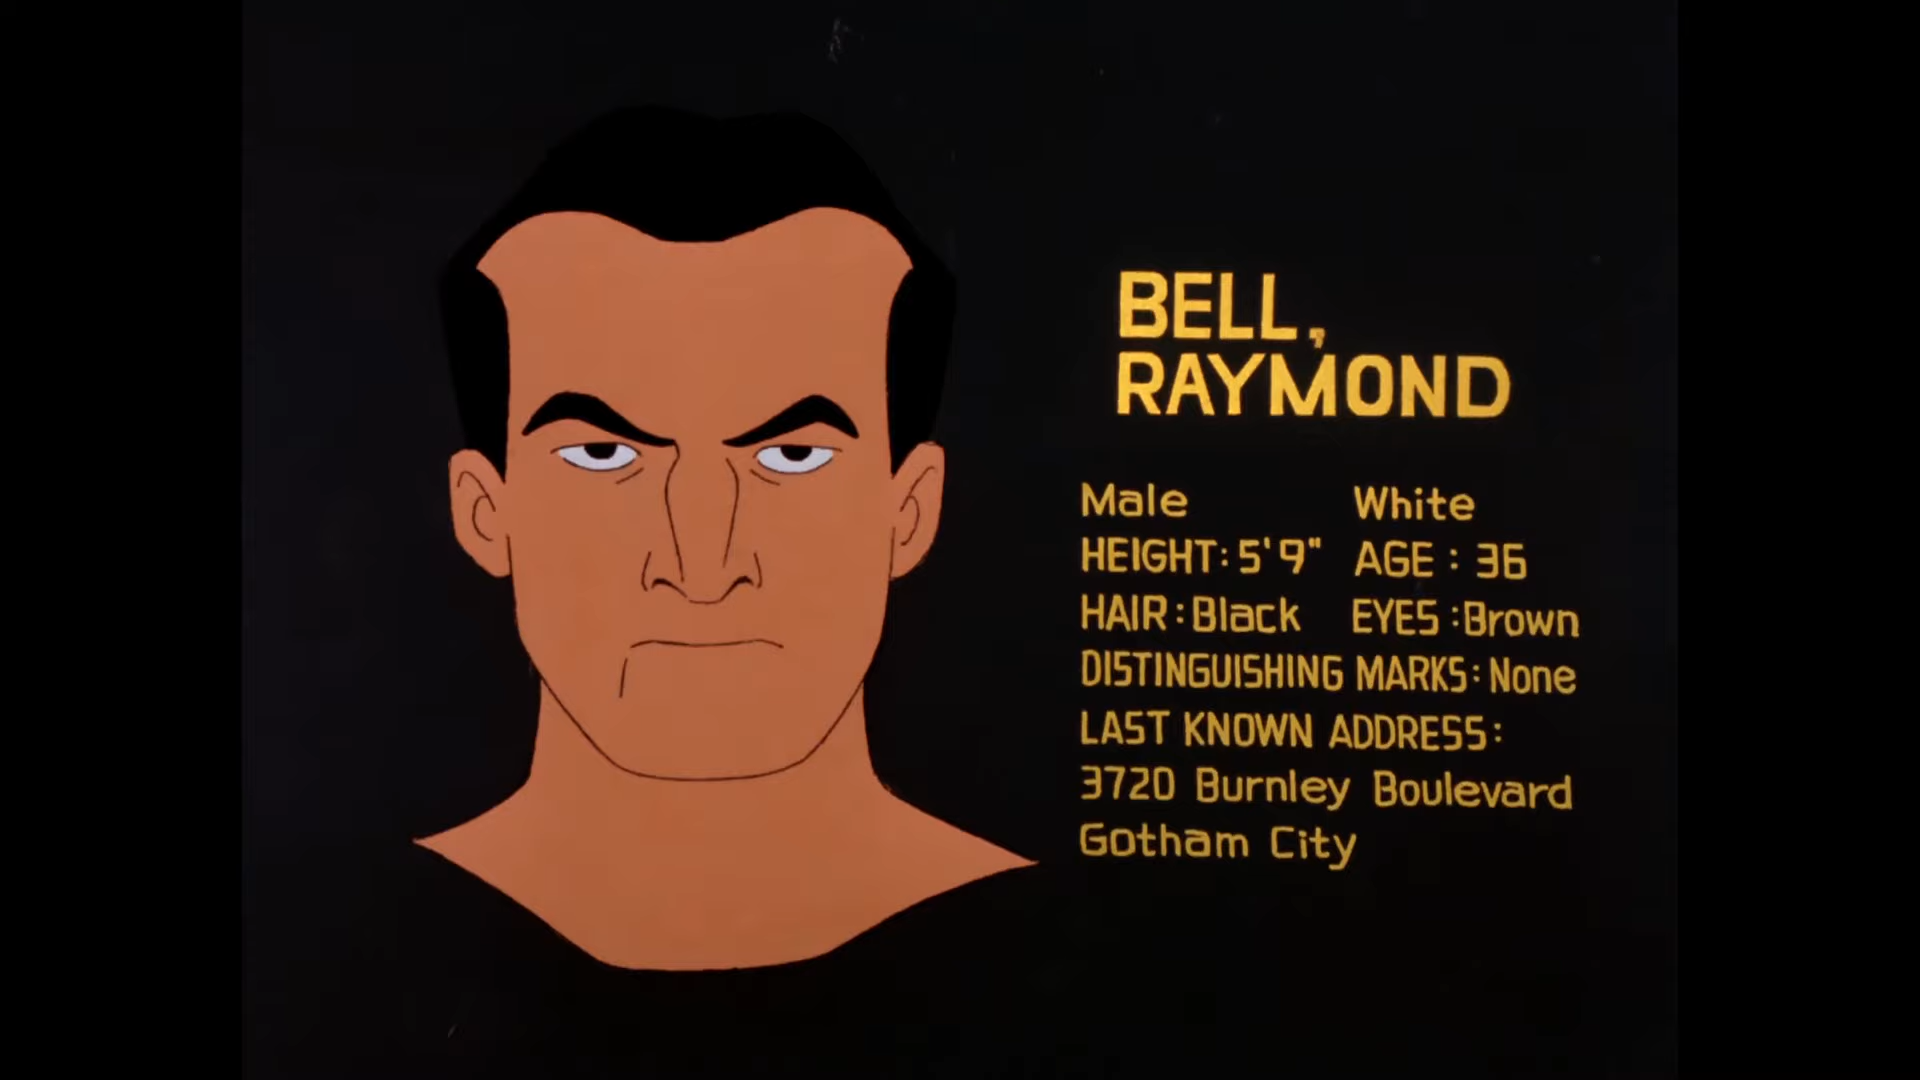 BELL,
RAYMOND
Male White
HEIGHT: 5'9" AGE : 36
HAIR : Black EYES : Brown
DISTINGUISHING MARKS: None
LAST KNOWN ADDRESS:
3720 Burnley Boulevard
Gotham City